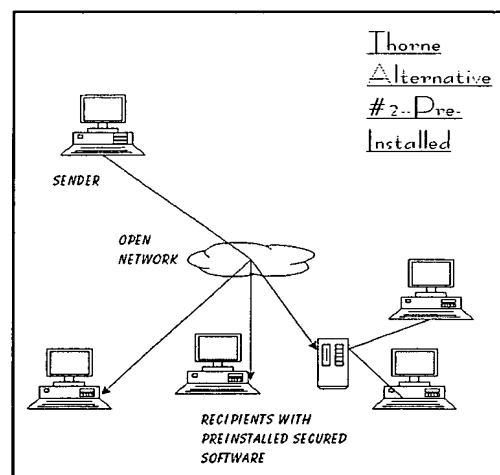 Thorne
Alternative
#2--Pre-
Installed
SENDER
OPEN
NETWORK
RECIPIENTS WITH
PREINSTALLED SECURED
SOFTWARE